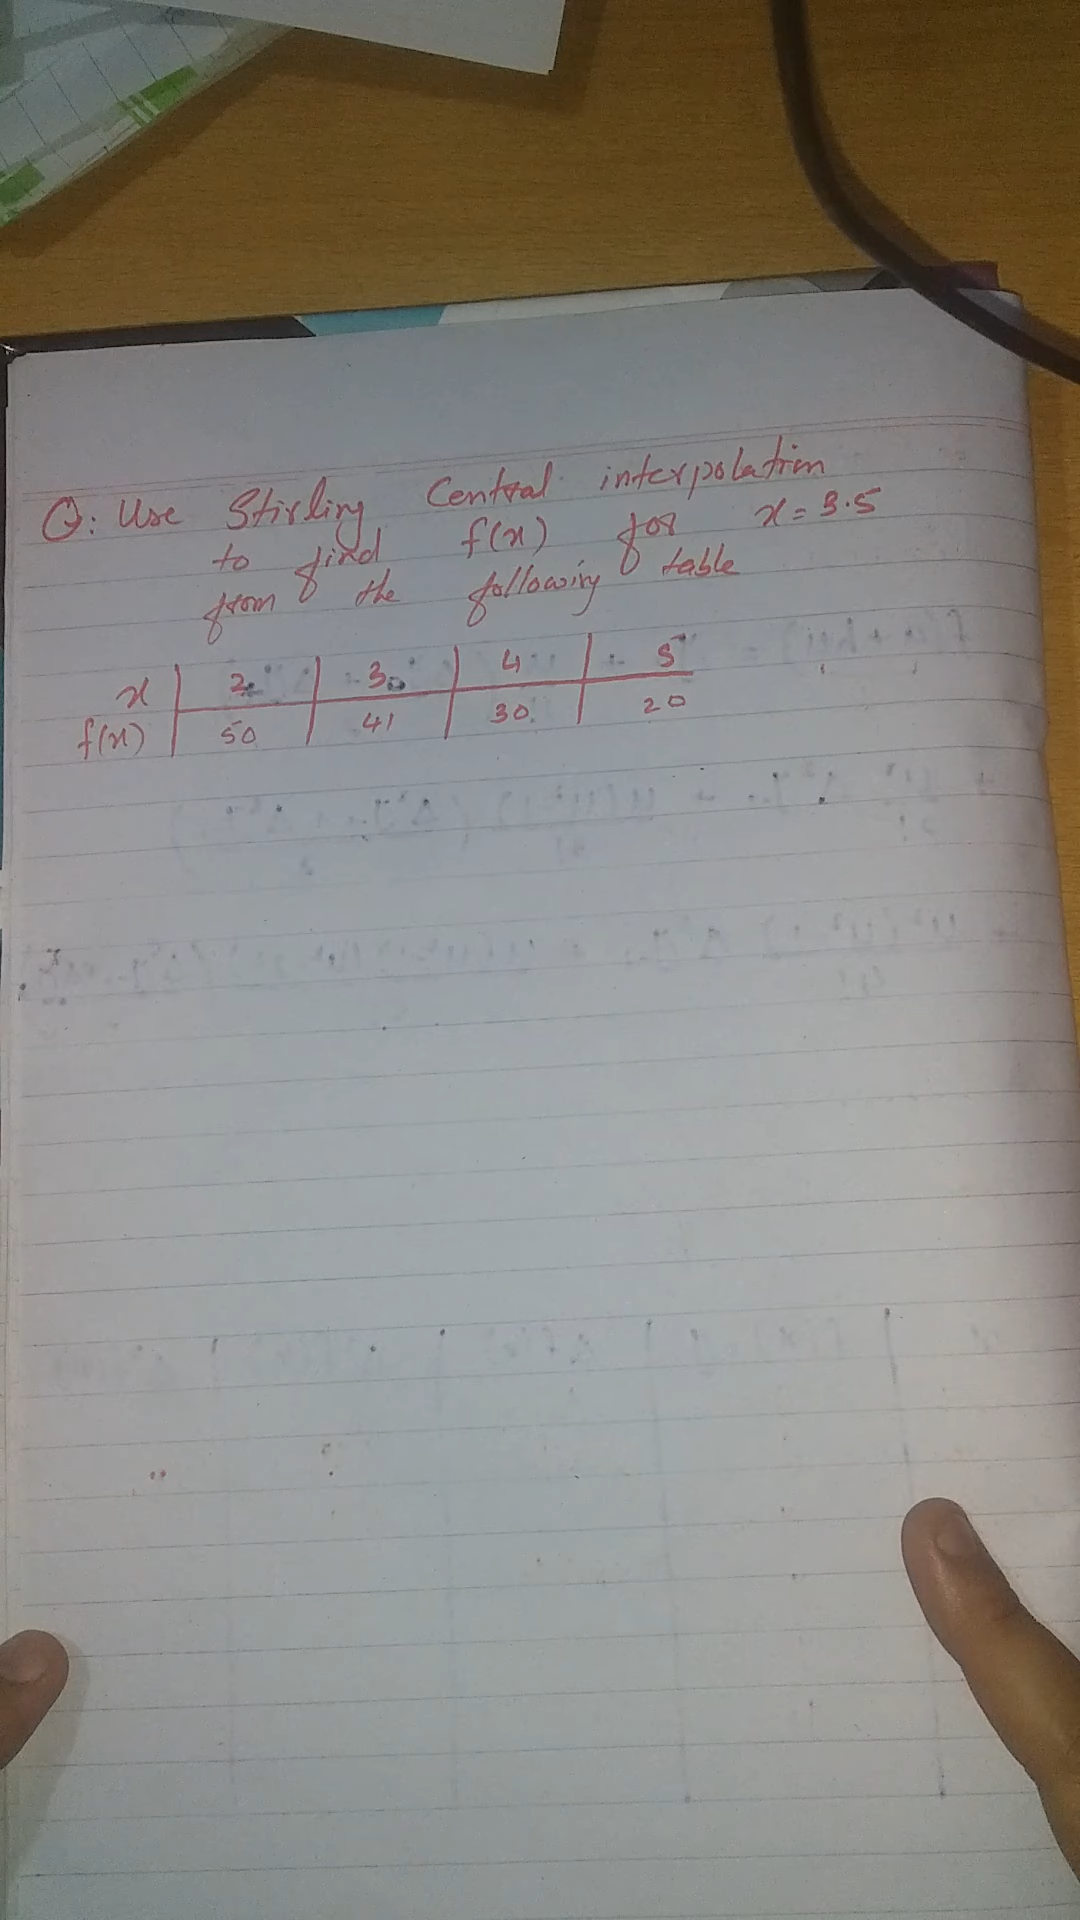 Q: Use Stirling Central interpolation
to find f(x) for x = 3.5
from the following table
x | 2 | 3 | 4 | 5
f(x) | 50 | 41 | 30 | 20